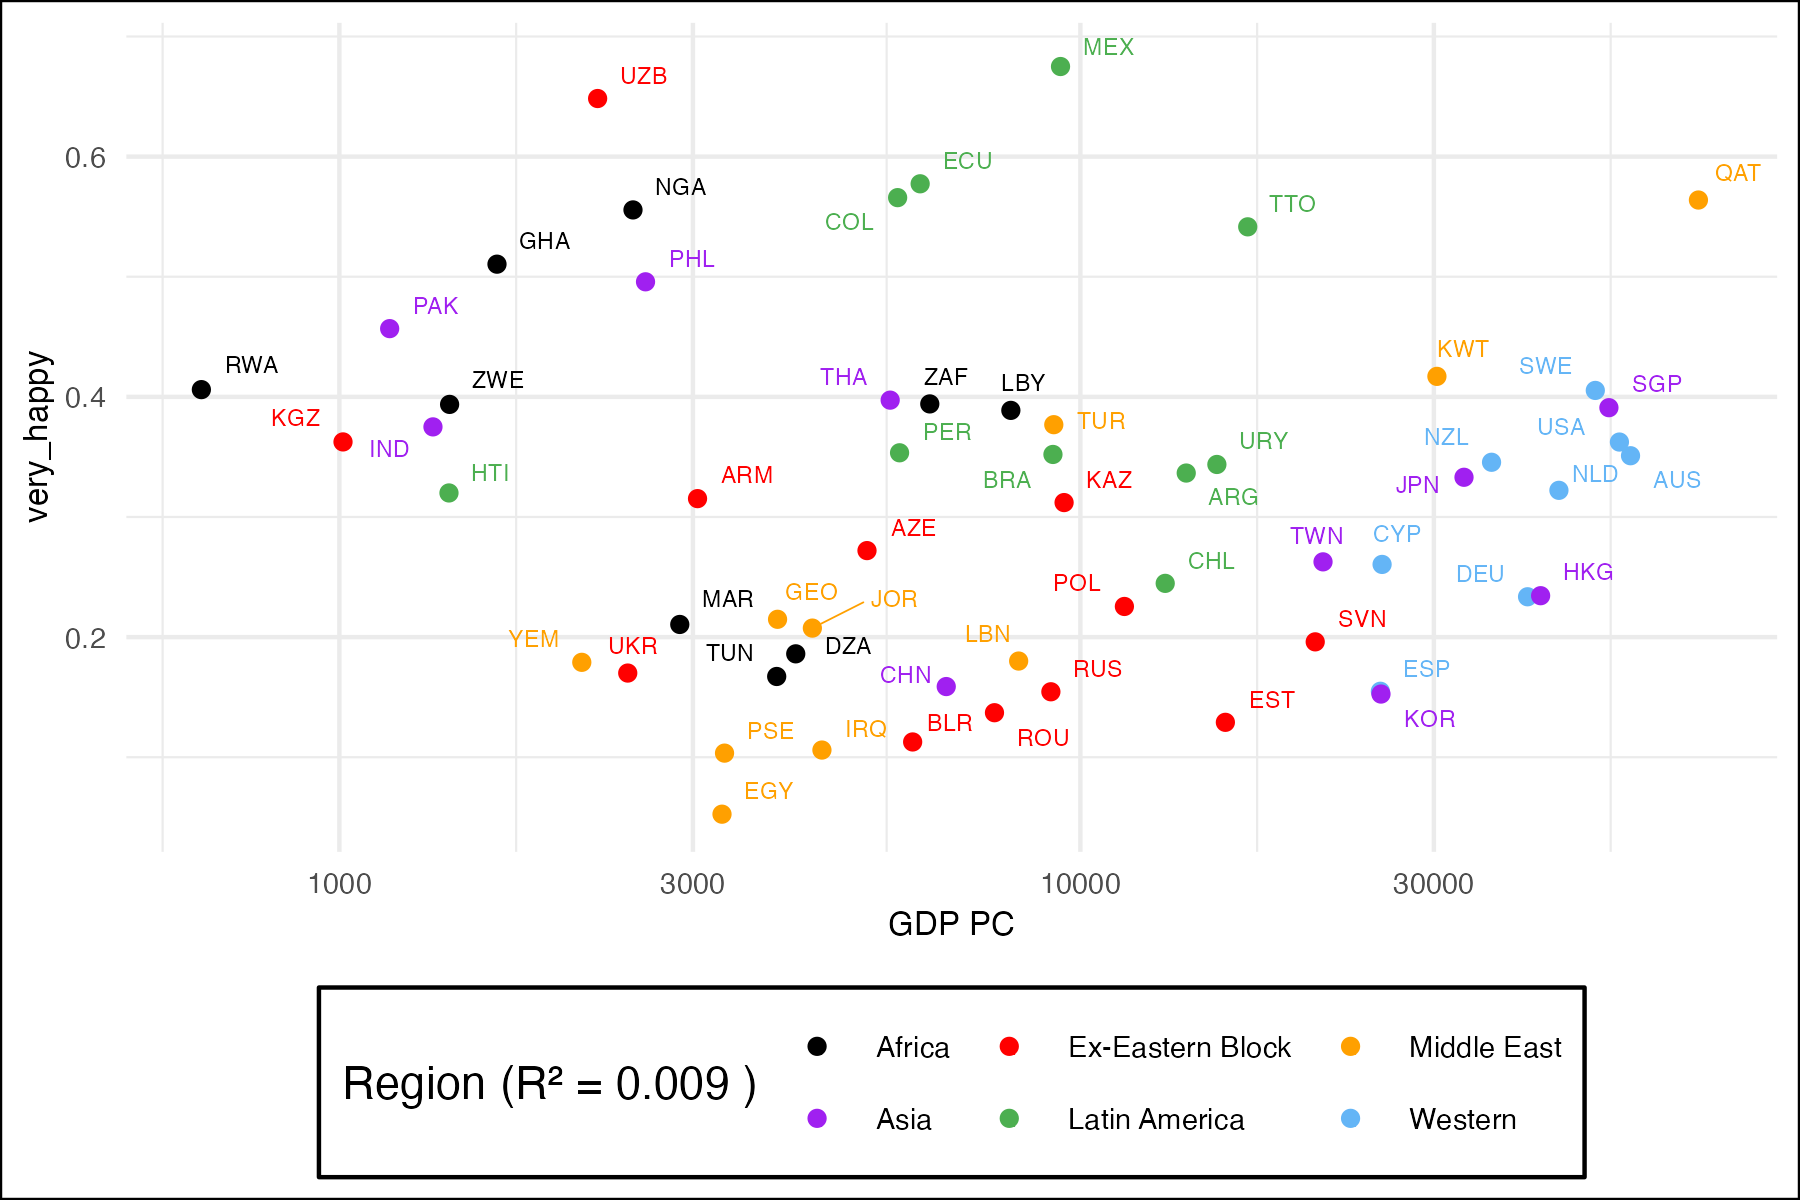 MEX
UZB
0.6
ECU
QAT
NGA
TTO
COL
GHA
PHL
PAK
KWT
RWA
SWE
THA
ZAF
ZWE
LBY
SGP
0.4
KGZ
TUR
USA
PER
NZL
URY
IND
HTI
ARM
BRA
KAZ
NLD
AUS
JPN
ARG
very_happy
AZE
TWN
CYP
CHL
DEU
HKG
POL
GEO
MAR
JOR
SVN
0.2
YEM
UKR
TUN
DZA
LBN
CHN
RUS
ESP
EST
KOR
PSE
IRQ
BLR
ROU
EGY
1000 3000 10000 30000
GDP PC
Region (R² = 0.009 )
Africa Ex-Eastern Block Middle East
Asia Latin America Western